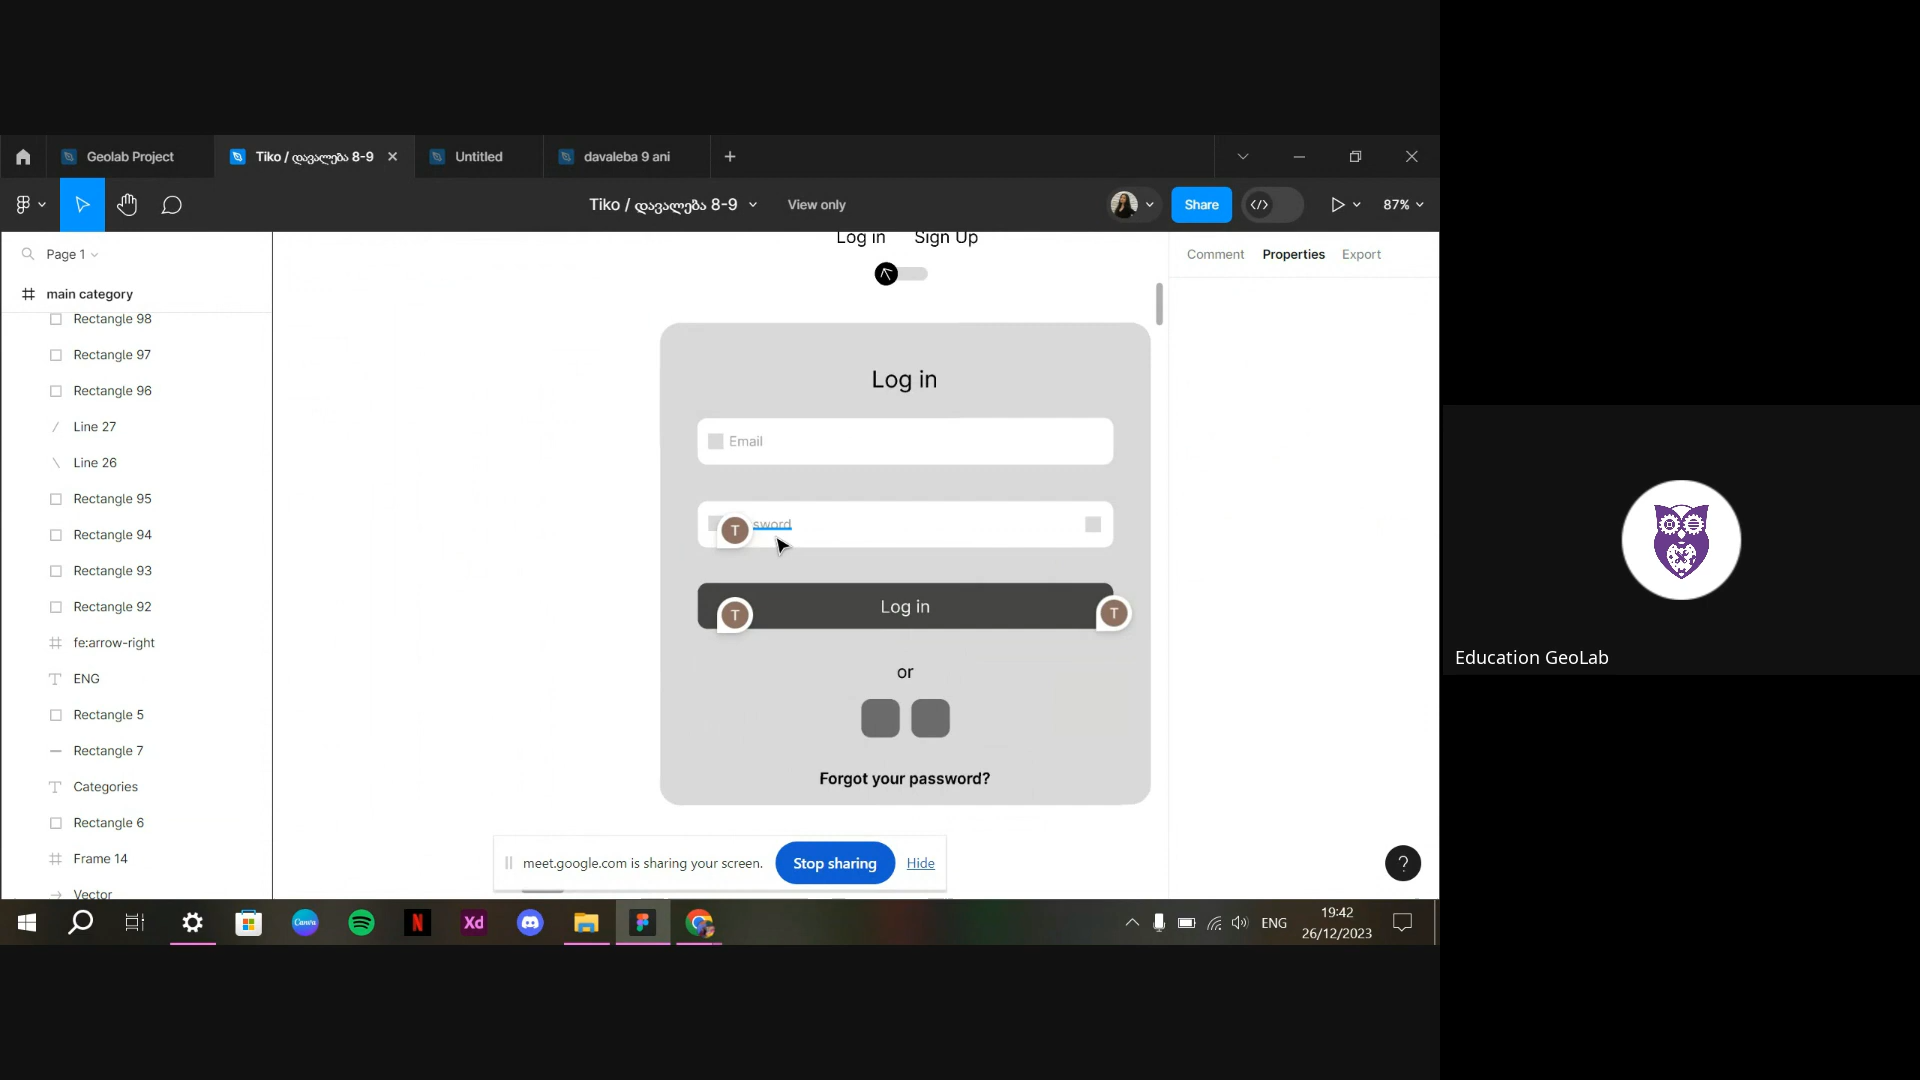 Geolab Project
Tiko / დავალება 8-9
Untitled
davaleba 9 ani
Tiko / დავალება 8-9
View only
Share
87%
Page 1
main category
Rectangle 98
Rectangle 97
Rectangle 96
Line 27
Line 26
Rectangle 95
Rectangle 94
Rectangle 93
Rectangle 92
fe:arrow-right
ENG
Rectangle 5
Rectangle 7
Categories
Rectangle 6
Frame 14
Vector
Log in Sign Up
Log in
Email
T
sword
T
Log in
T
or
Forgot your password?
Comment Properties Export
?
meet.google.com is sharing your screen.
Stop sharing
Hide
Canva
N
Xd
ENG
19:42
26/12/2023
Education GeoLab